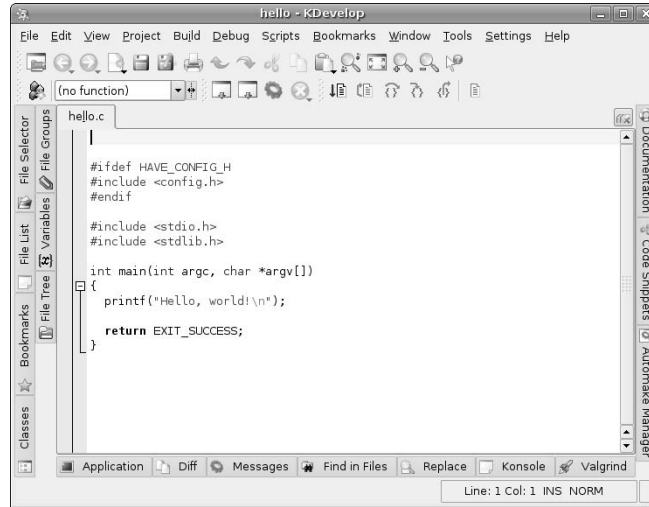 hello - KDevelop
File Edit View Project Build Debug Scripts Bookmarks Window Tools Settings Help
(no function)
hello.c
File Selector
File List
Bookmarks
Classes
File Groups
Variables
File Tree
#ifdef HAVE_CONFIG_H
#include <config.h>
#endif
#include <stdio.h>
#include <stdlib.h>
int main(int argc, char *argv[])
{
printf("Hello, world!\n");
return EXIT_SUCCESS;
}
Documentation
Code Snippets
Automake Manager
Application Diff Messages Find in Files Replace Konsole Valgrind
Line: 1 Col: 1 INS NORM